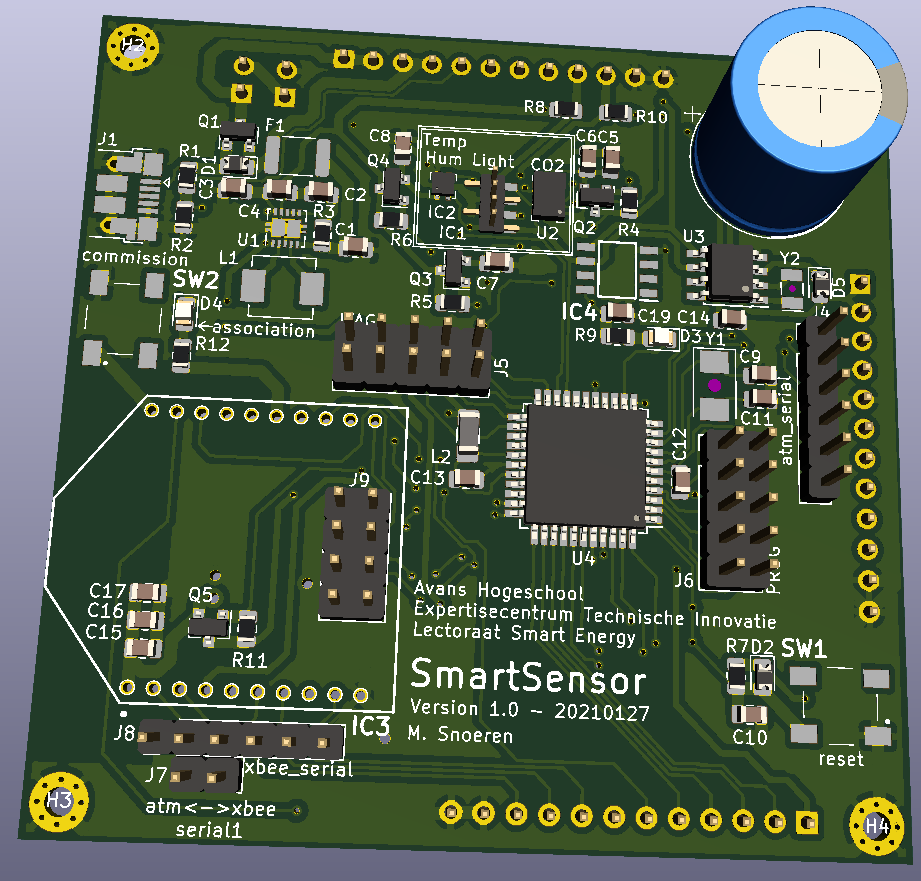 H2
R8
R10
Q1
F1
J1
R1
D1
C3
C8
Temp
Hum Light
C6
C5
CO2
Q4
C2
C4
R3
IC2
IC1
U2
Q2
R4
U1
C1
R2
R6
U3
commission
L1
Q3
C7
Y2
D5
SW2
D4
←association
R5
IC4
C19
C14
J4
R9
D3
Y1
R12
J5
C9
C11
atm_serial
L2
C13
C12
J9
U4
J6
C17
C16
C15
Q5
R11
Avans Hogeschool
Expertisecentrum Technische Innovatie
Lectoraat Smart Energy
SmartSensor
Version 1.0 - 20210127
M. Snoeren
R7
D2
SW1
C10
reset
IC3
J8
xbee_serial
J7
atm<->xbee
serial1
H3
H4